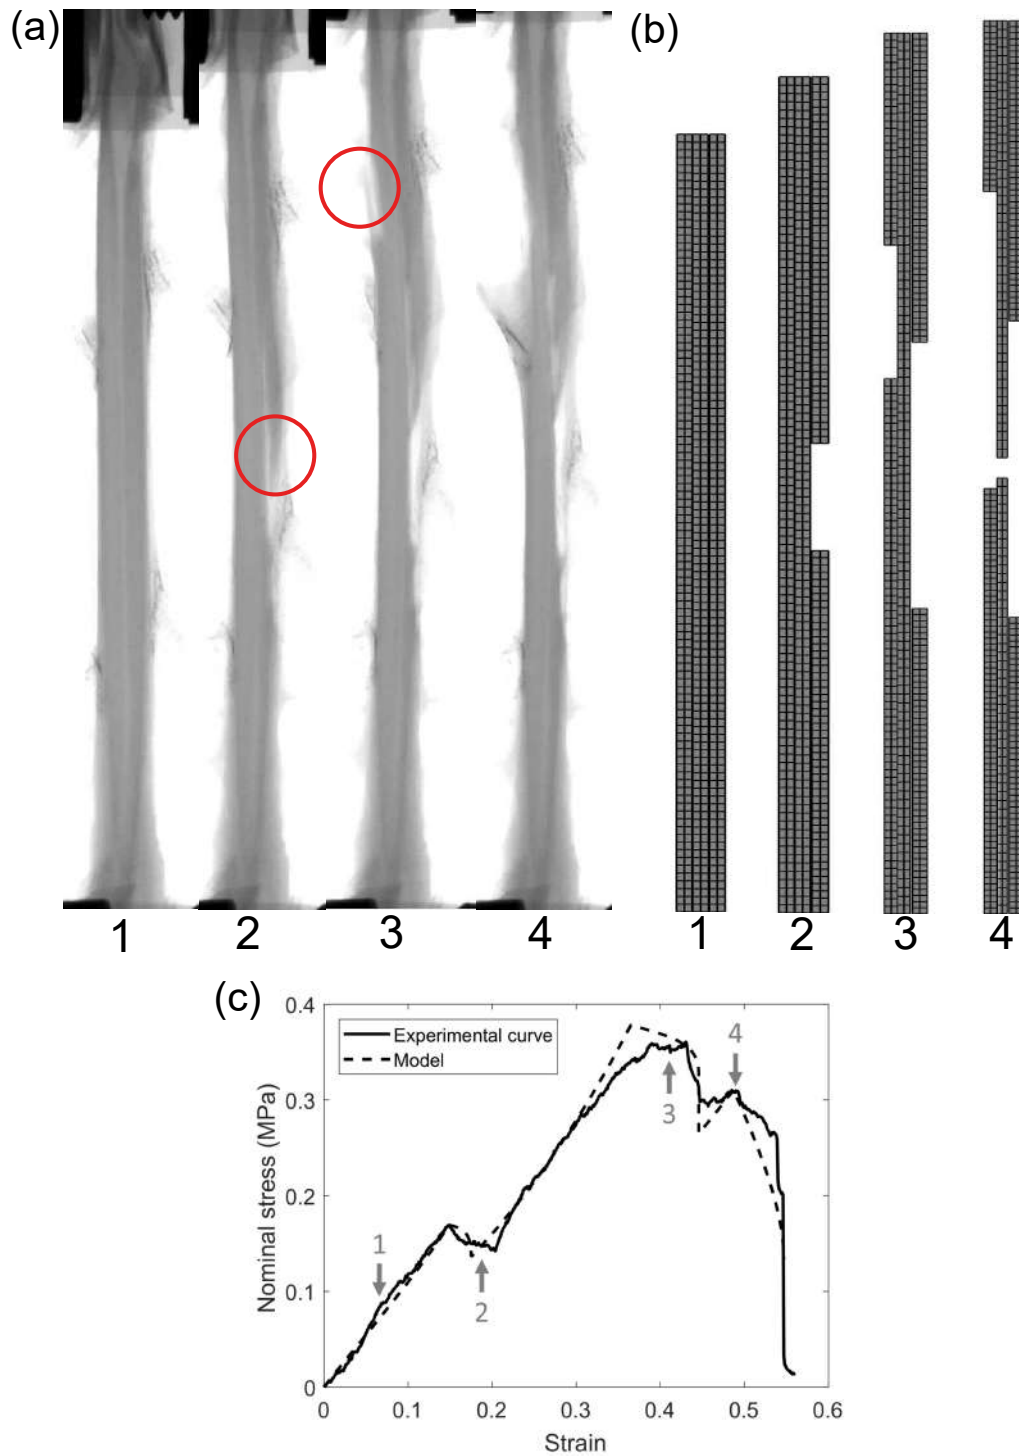 (a)
(b)
1 2 3 4
1 2 3 4
(c)
0.4
Experimental curve
Model
4
3
0.3
Nominal stress (MPa)
0.2
1
2
0.1
0
0 0.1 0.2 0.3 0.4 0.5 0.6
Strain